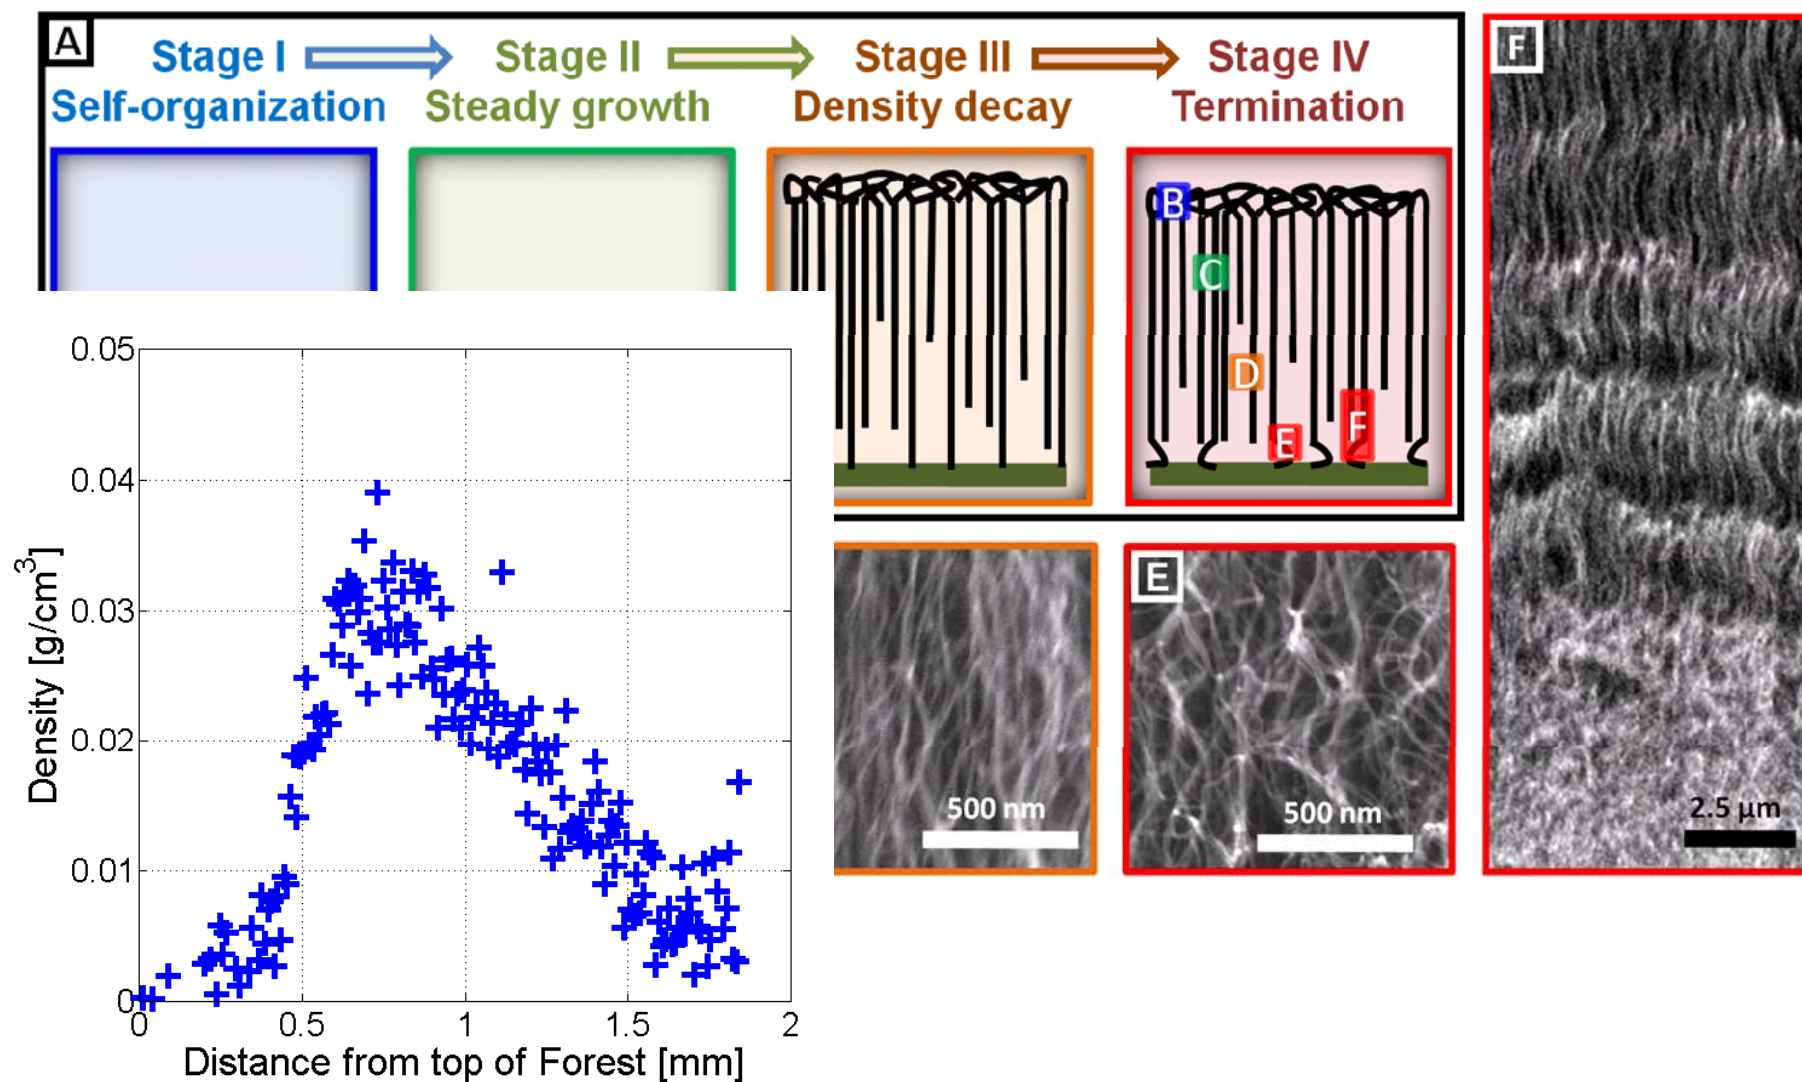 A
Stage I
Stage II
Stage III
Stage IV
Self-organization
Steady growth
Density decay
Termination
B
C
D
E
F
0.05
0.04
0.03
0.02
0.01
0
0
0.5
1
1.5
2
Density [g/cm³]
Distance from top of Forest [mm]
500 nm
E
500 nm
F
2.5 µm